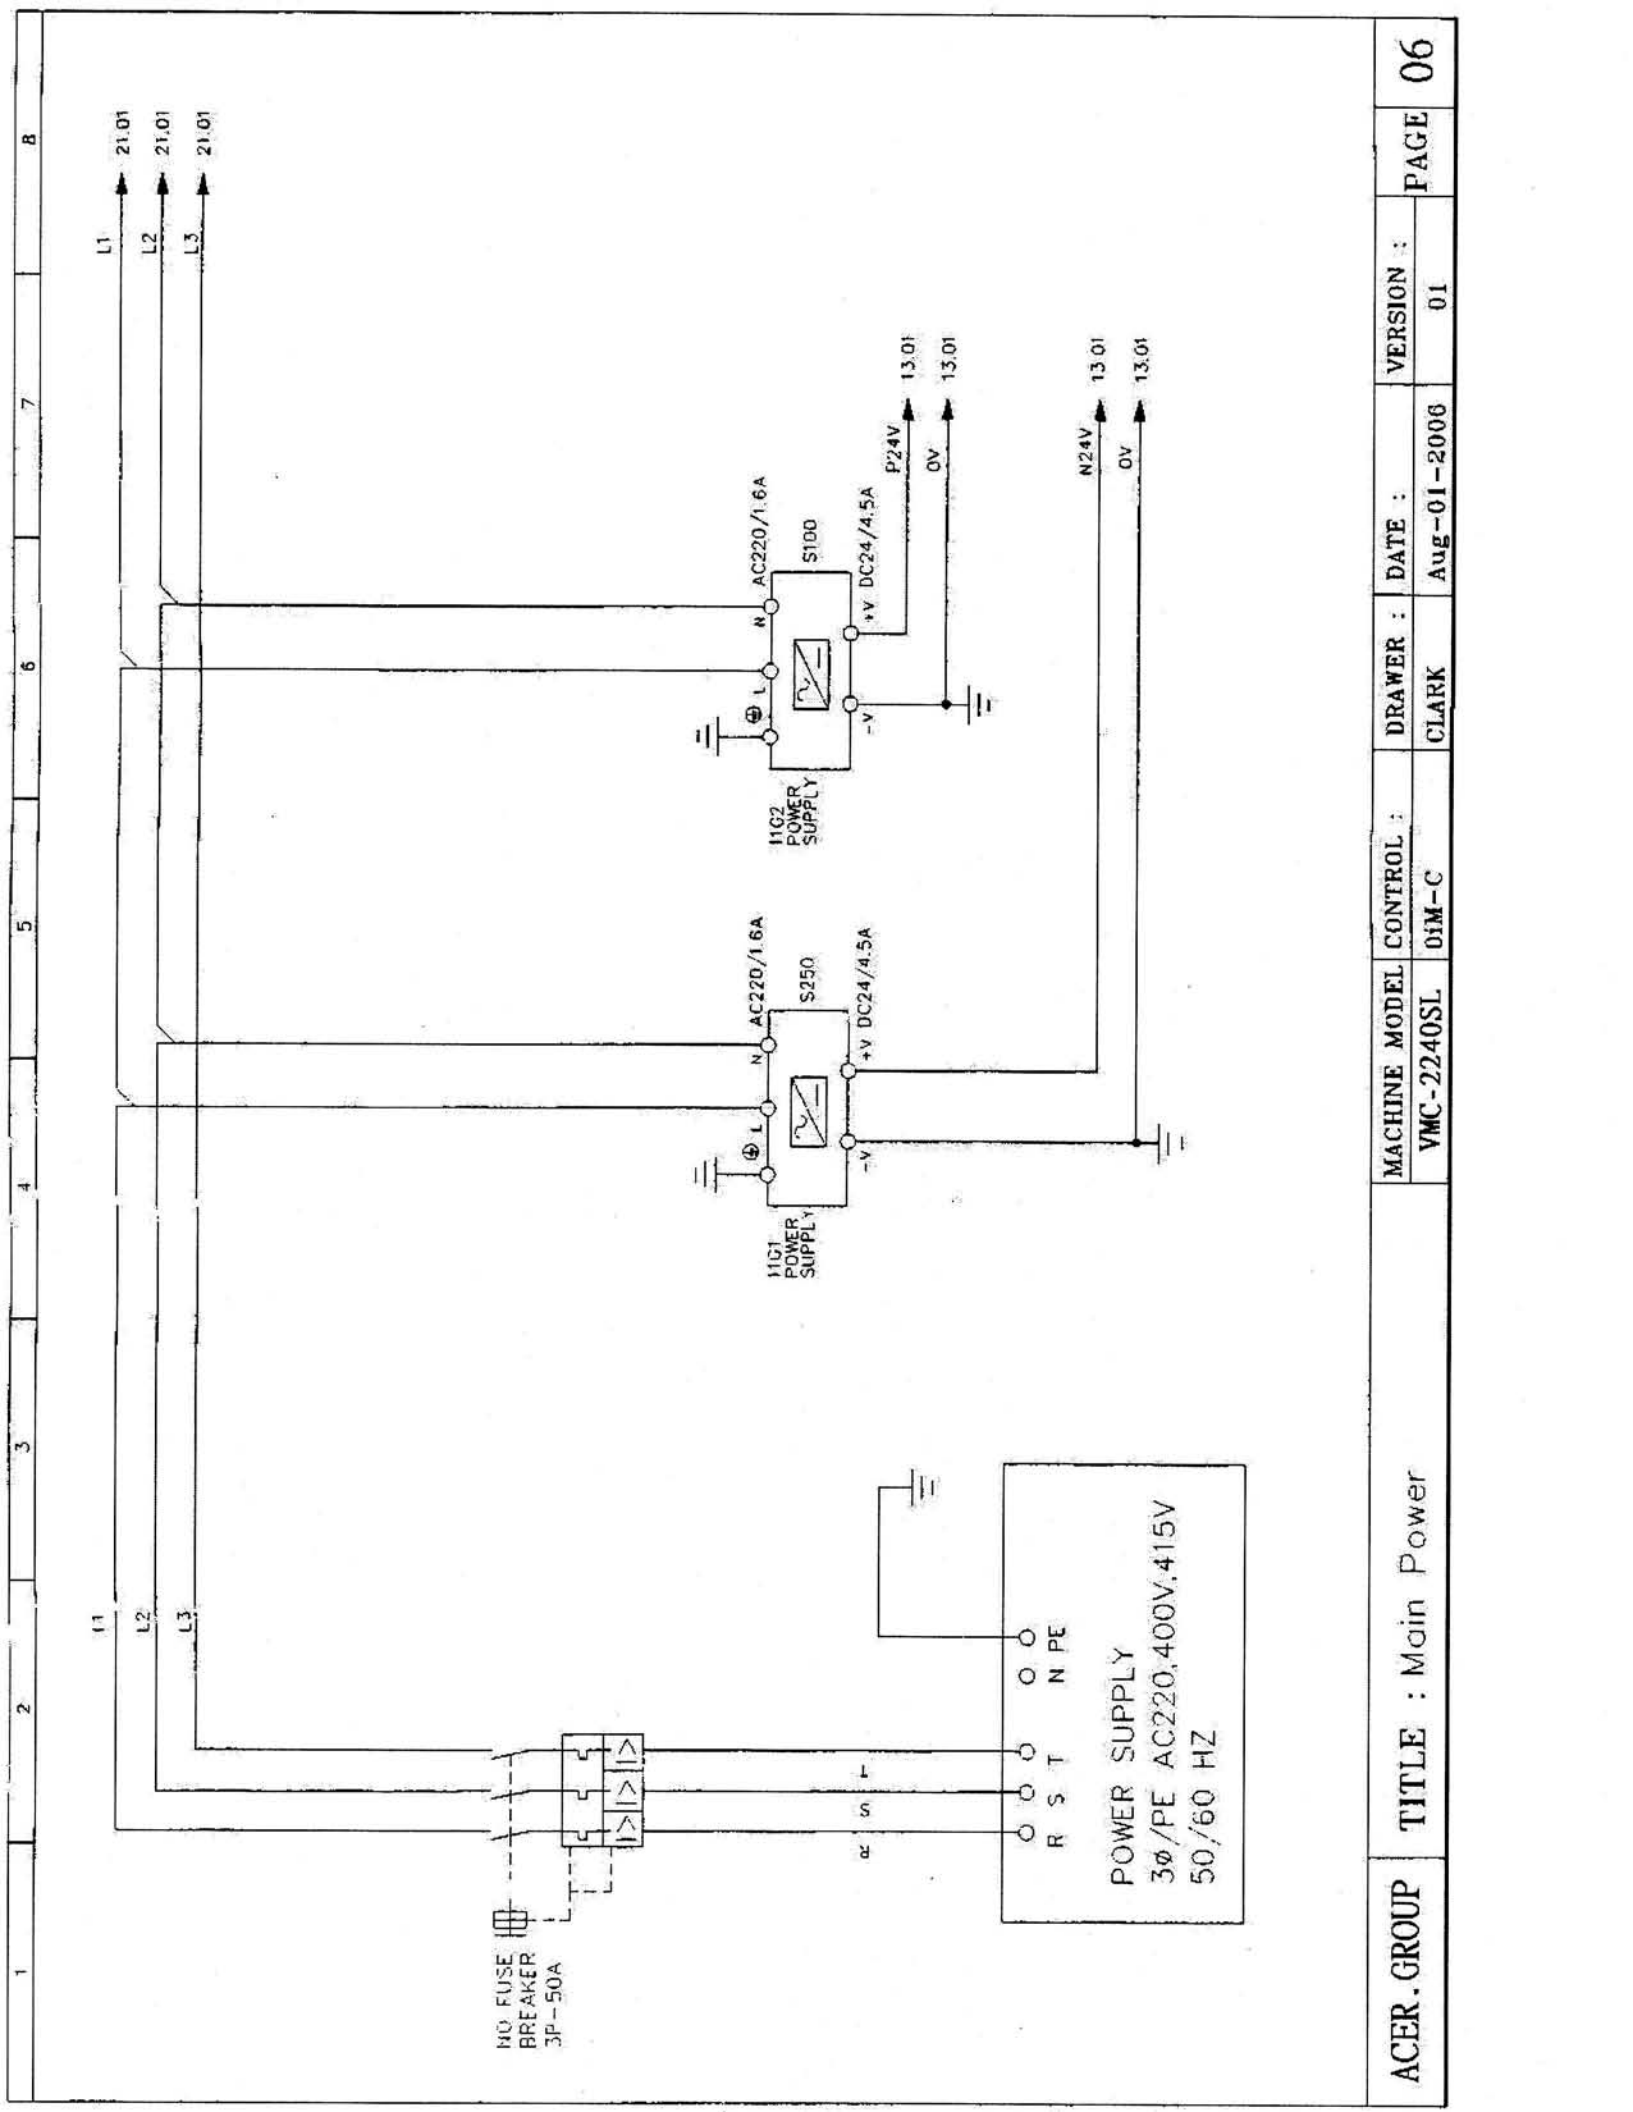 1 2 3 4 5 6 7 8
L1
L2
L3
L1 21.01
L2 21.01
L3 21.01
NO FUSE
BREAKER
3P-50A
R
S
T
R S T N PE
POWER SUPPLY
3ø/PE AC220,400V,415V
50/60 HZ
POWER
SUPPLY
L N AC220/1.6A
S250
-V +V DC24/4.5A
11G2
POWER
SUPPLY
L N AC220/1.6A
S100
-V +V DC24/4.5A
P24V 13.01
0V 13.01
N24V 13.01
0V 13.01
ACER.GROUP
TITLE : Main Power
MACHINE MODEL
VMC-2240SL
CONTROL :
0iM-C
DRAWER :
CLARK
DATE :
Aug-01-2006
VERSION :
01
PAGE 06